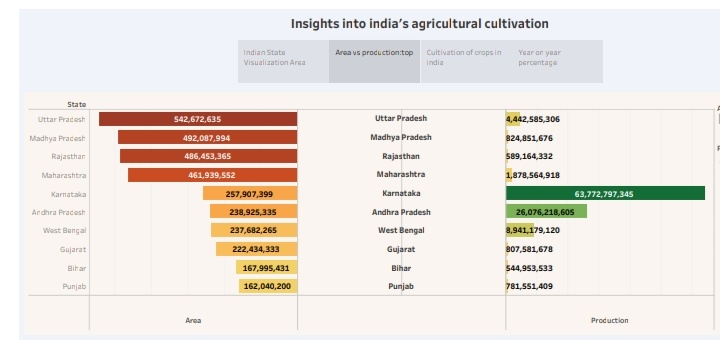 Insights into india's agricultural cultivation
Indian State Area vs production:top Cultivation of crops in Year on year
Visualization Area india percentage
State
Uttar Pradesh 542,672,635 Uttar Pradesh 4,442,585,306
Madhya Pradesh 492,087,994 Madhya Pradesh 824,851,676
Rajasthan 486,453,365 Rajasthan 589,164,332
Maharashtra 461,939,552 Maharashtra 1,878,564,918
Karnataka 257,907,399 Karnataka 63,772,797,345
Andhra Pradesh 238,925,335 Andhra Pradesh 26,076,218,605
West Bengal 237,682,265 West Bengal 8,941,179,120
Gujarat 222,434,333 Gujarat 807,581,678
Bihar 167,995,431 Bihar 544,953,533
Punjab 162,040,200 Punjab 781,551,409
Area Production